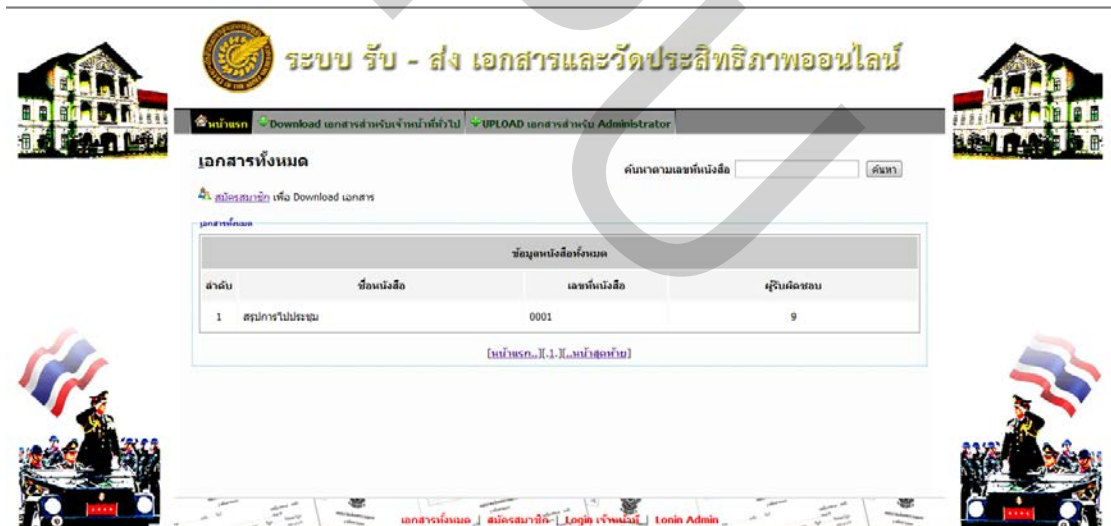 ระบบ รับ - ส่ง เอกสารและวัดประสิทธิภาพออนไลน์
หน้าแรก Download เอกสารสำหรับเจ้าหน้าที่ทั่วไป UPLOAD เอกสารสำหรับ Administrator
เอกสารทั้งหมด
ค้นหาตามเลขที่หนังสือ ค้นหา
สมัครสมาชิก เพื่อ Download เอกสาร
เอกสารทั้งหมด
ข้อมูลหนังสือทั้งหมด
ลำดับ ชื่อหนังสือ เลขที่หนังสือ ผู้รับผิดชอบ
1 สรุปการไปประชุม 0001 9
[หน้าแรก..][.1.][..หน้าสุดท้าย]
เอกสารทั้งหมด | สมัครสมาชิก | Login เจ้าหน้าที่ | Login Admin